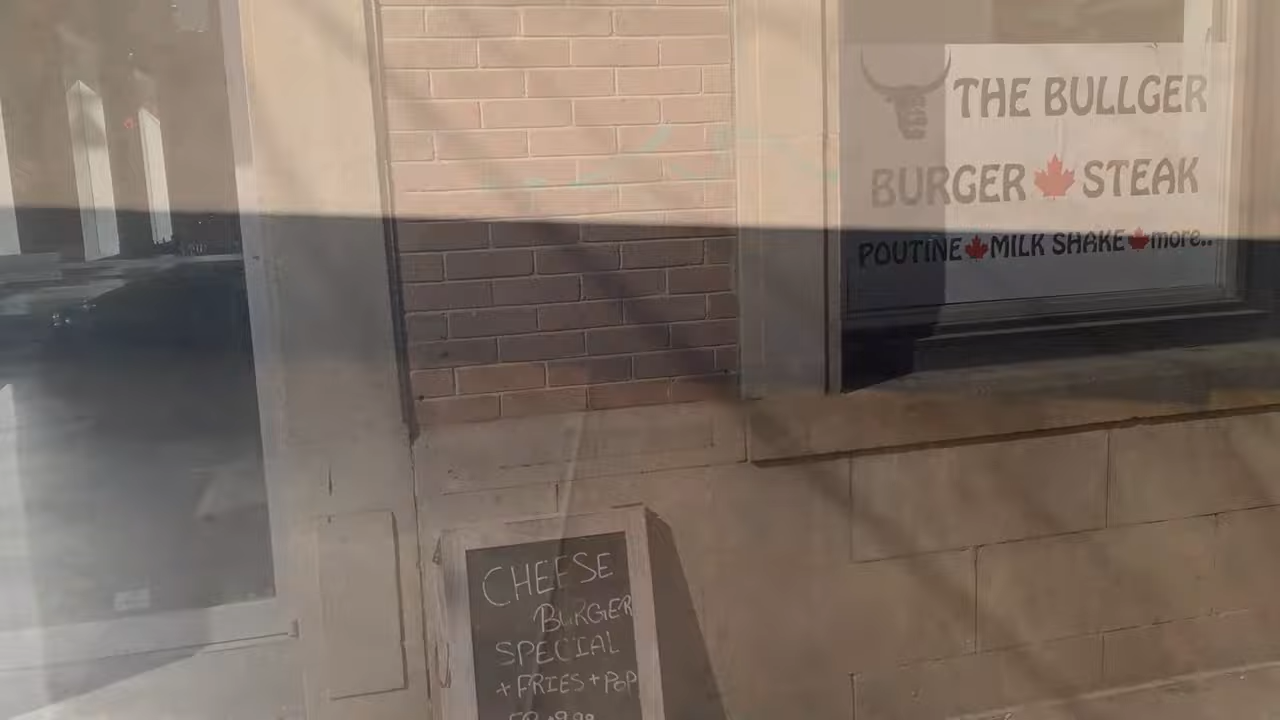 THE BULLGER
BURGER STEAK
POUTINE MILK SHAKE more..
CHEESE
BURGER
SPECIAL
+ FRIES + POP